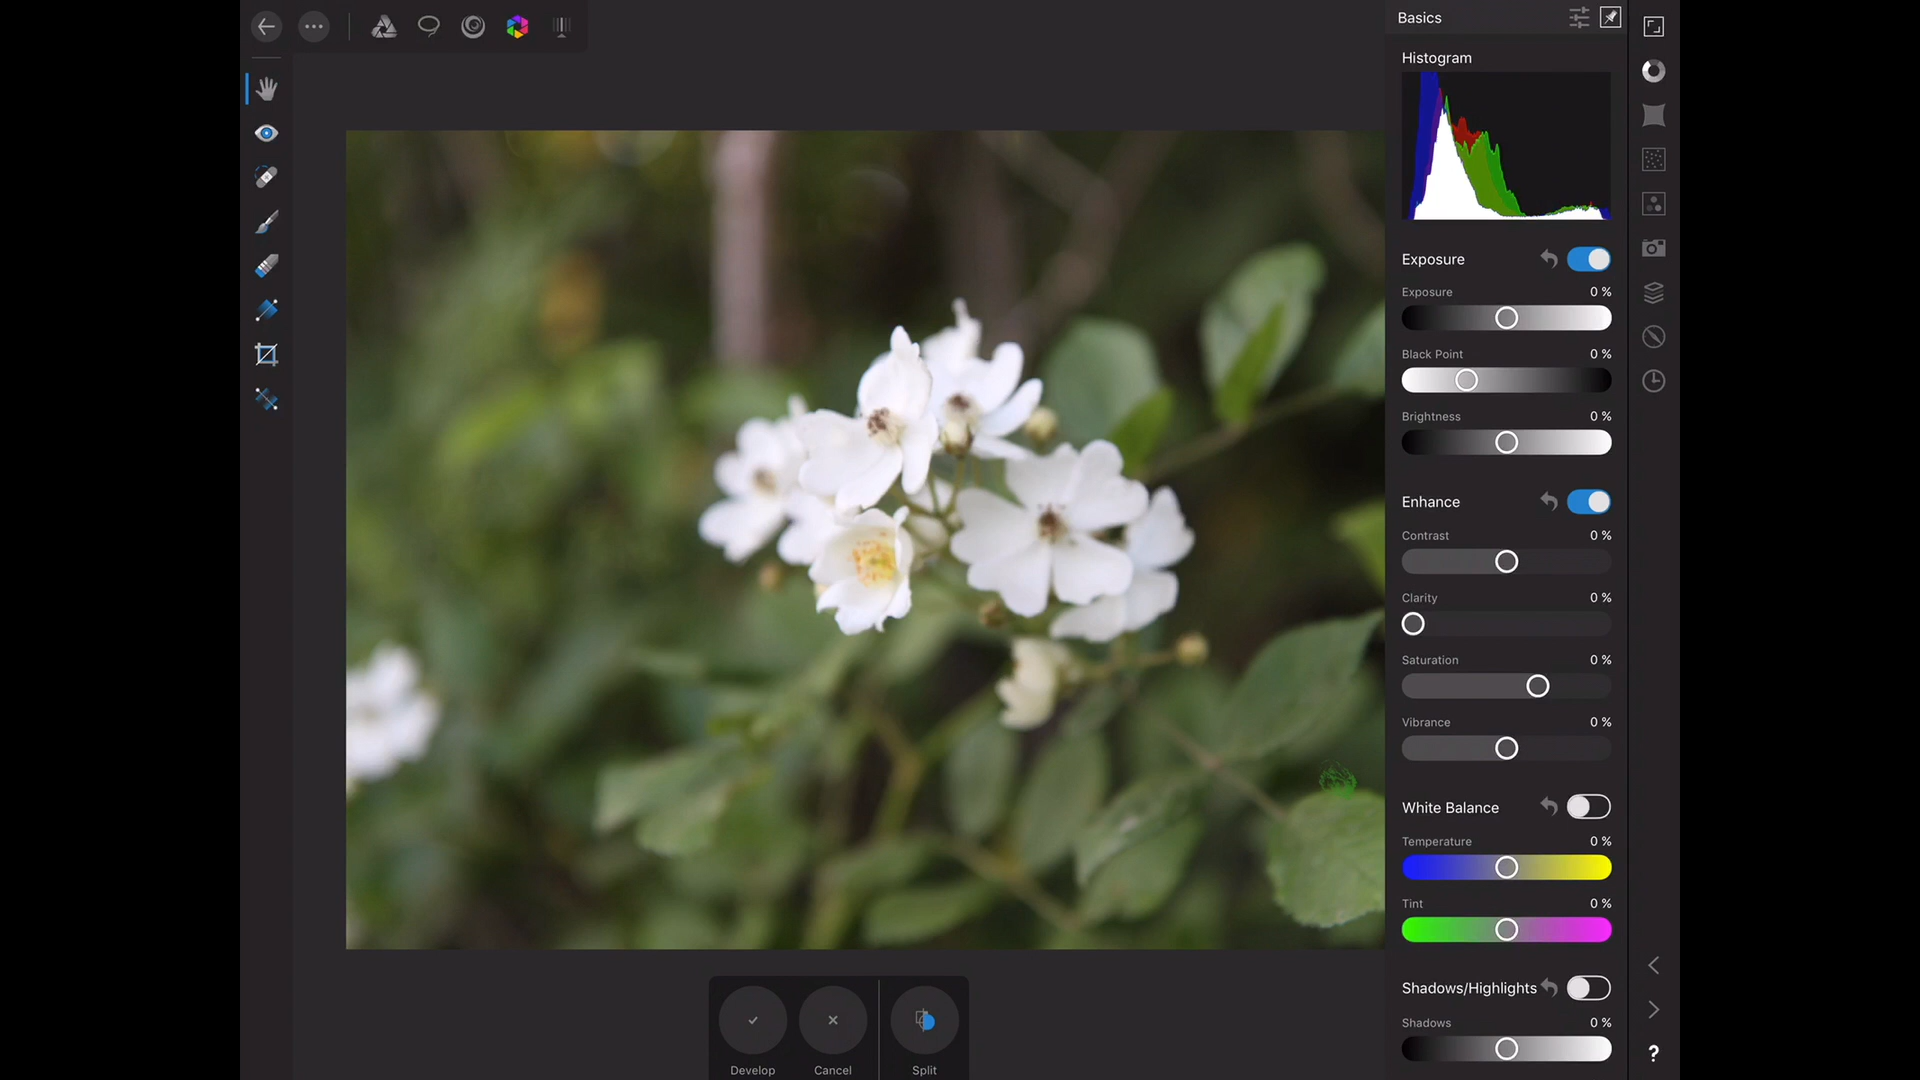 Basics
Histogram
Exposure
Exposure 0 %
Black Point 0 %
Brightness 0 %
Enhance
Contrast 0 %
Clarity 0 %
Saturation 0 %
Vibrance 0 %
White Balance
Temperature 0 %
Tint 0 %
Shadows/Highlights
Shadows 0 %
?
Develop Cancel Split